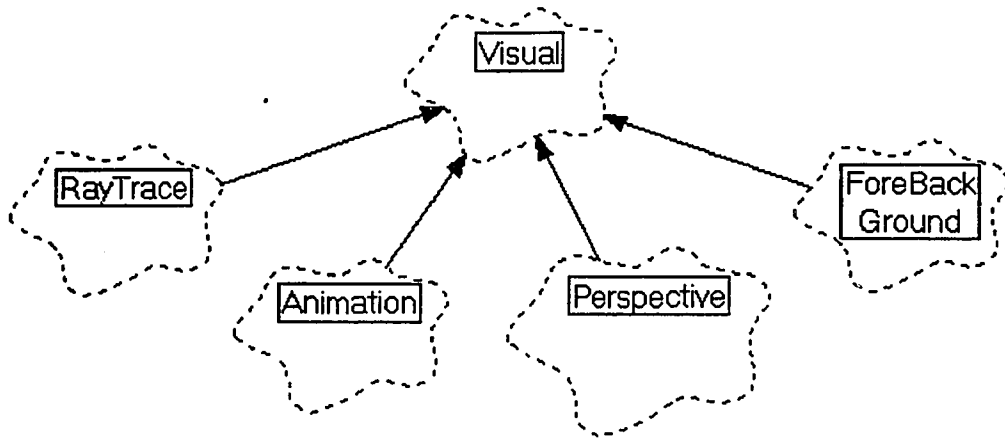 Visual
RayTrace
ForeBack
Ground
Animation
Perspective